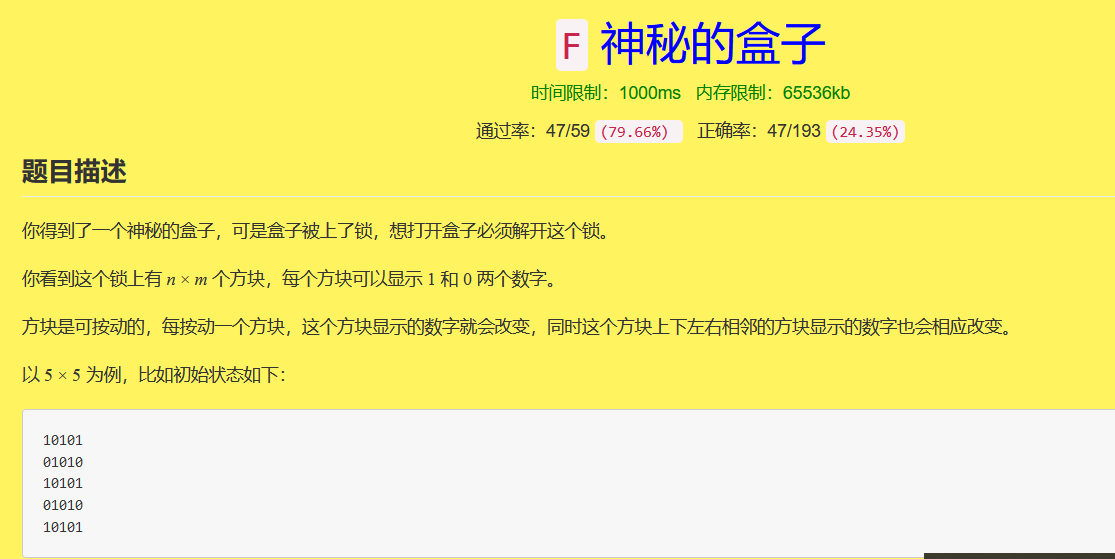 F 神秘的盒子
时间限制：1000ms 内存限制：65536kb
通过率：47/59 (79.66%) 正确率：47/193 (24.35%)
题目描述
你得到了一个神秘的盒子，可是盒子被上了锁，想打开盒子必须解开这个锁。
你看到这个锁上有 n × m 个方块，每个方块可以显示 1 和 0 两个数字。
方块是可按动的，每按动一个方块，这个方块显示的数字就会改变，同时这个方块上下左右相邻的方块显示的数字也会相应改变。
以 5 × 5 为例，比如初始状态如下：
10101
01010
10101
01010
10101